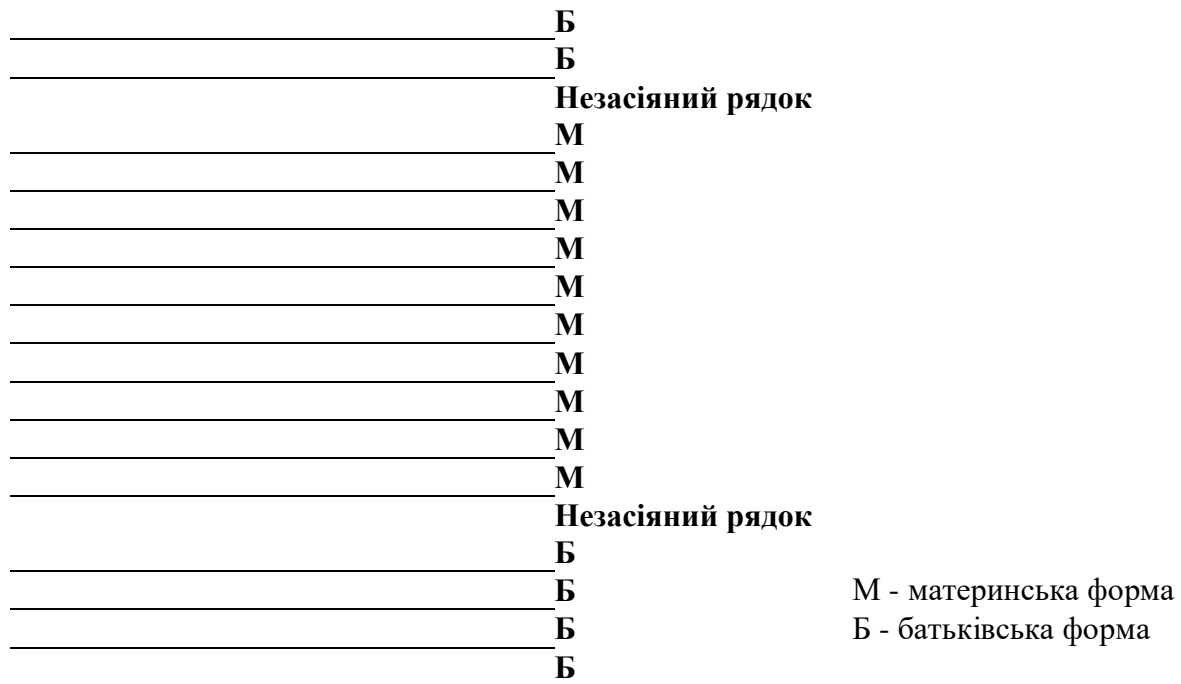 Б
Б
Незасіяний рядок
М
М
М
М
М
М
М
М
М
М
Незасіяний рядок
Б
Б М - материнська форма
Б Б - батьківська форма
Б